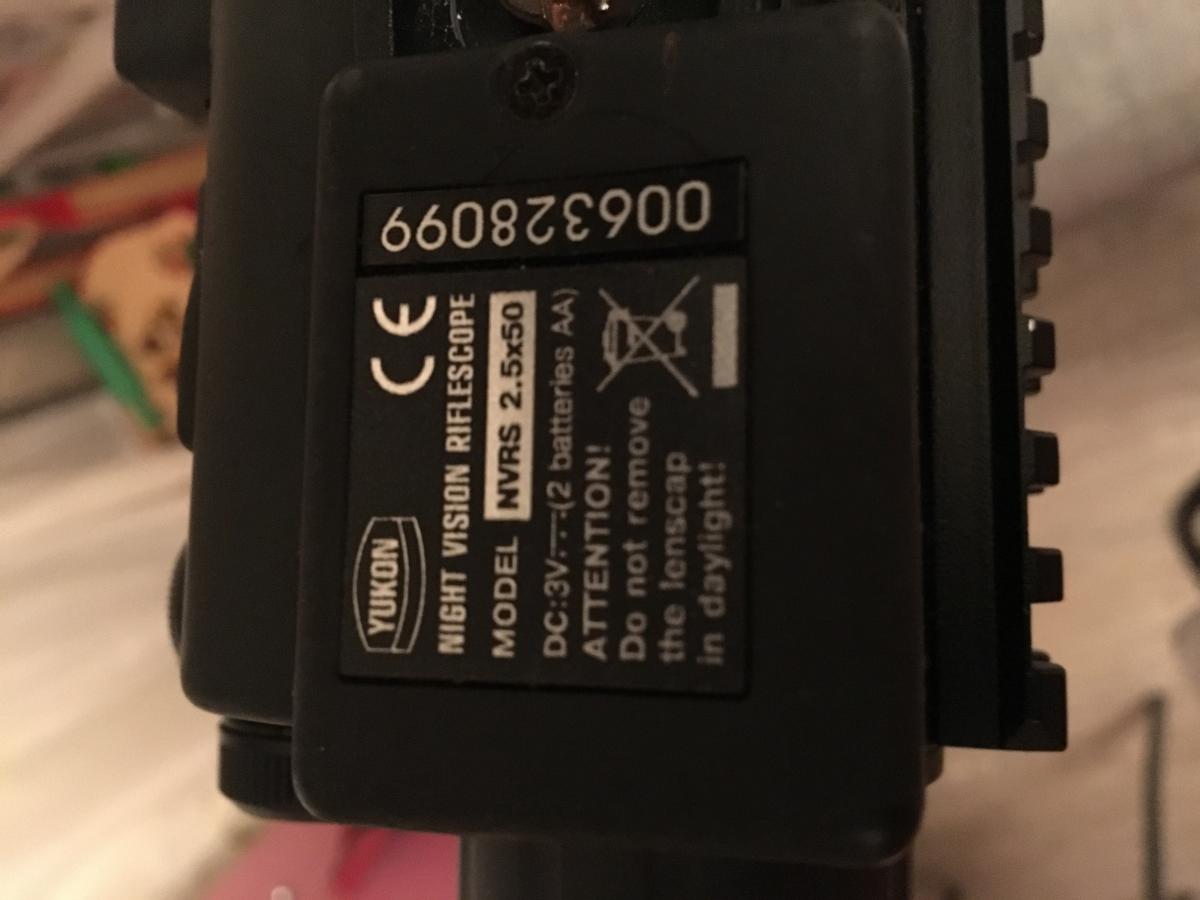 006328099
CE
YUKON
NIGHT VISION RIFLESCOPE
MODEL NVRS 2.5x50
DC:3V⎓(2 batteries AA)
ATTENTION!
Do not remove
the lenscap
in daylight!